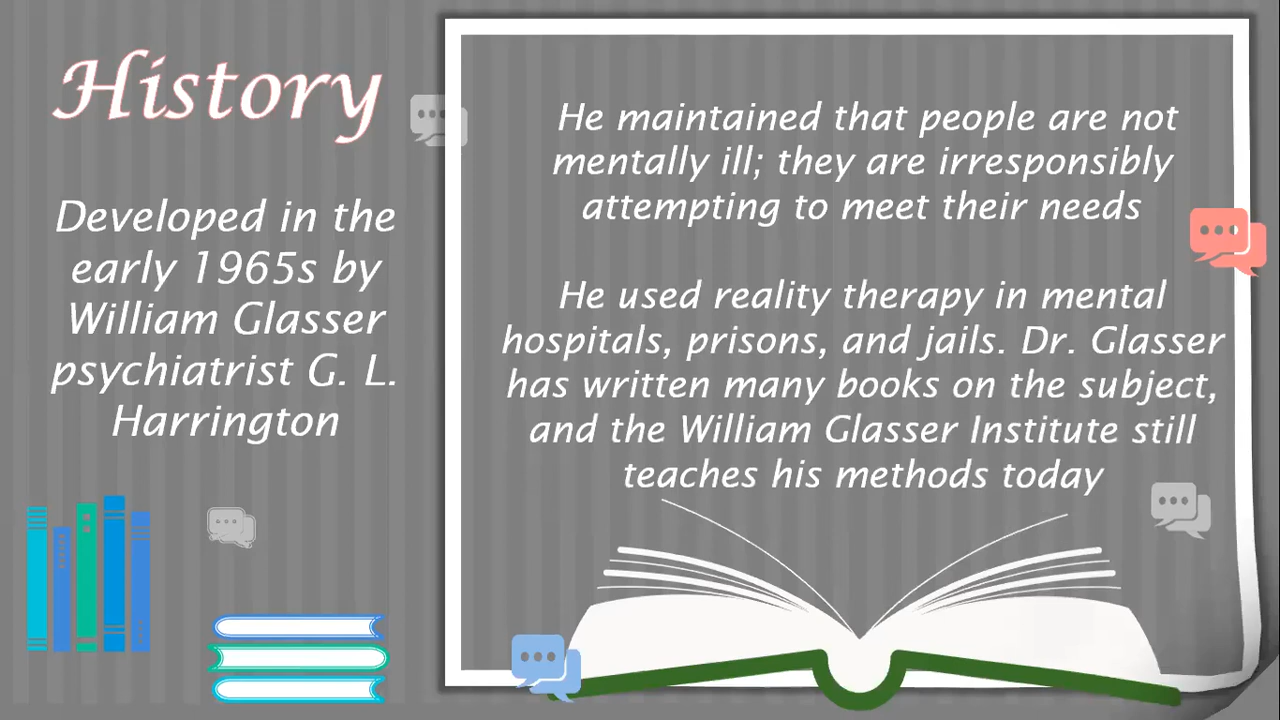 History
Developed in the
early 1965s by
William Glasser
psychiatrist G. L.
Harrington
He maintained that people are not
mentally ill; they are irresponsibly
attempting to meet their needs
He used reality therapy in mental
hospitals, prisons, and jails. Dr. Glasser
has written many books on the subject,
and the William Glasser Institute still
teaches his methods today